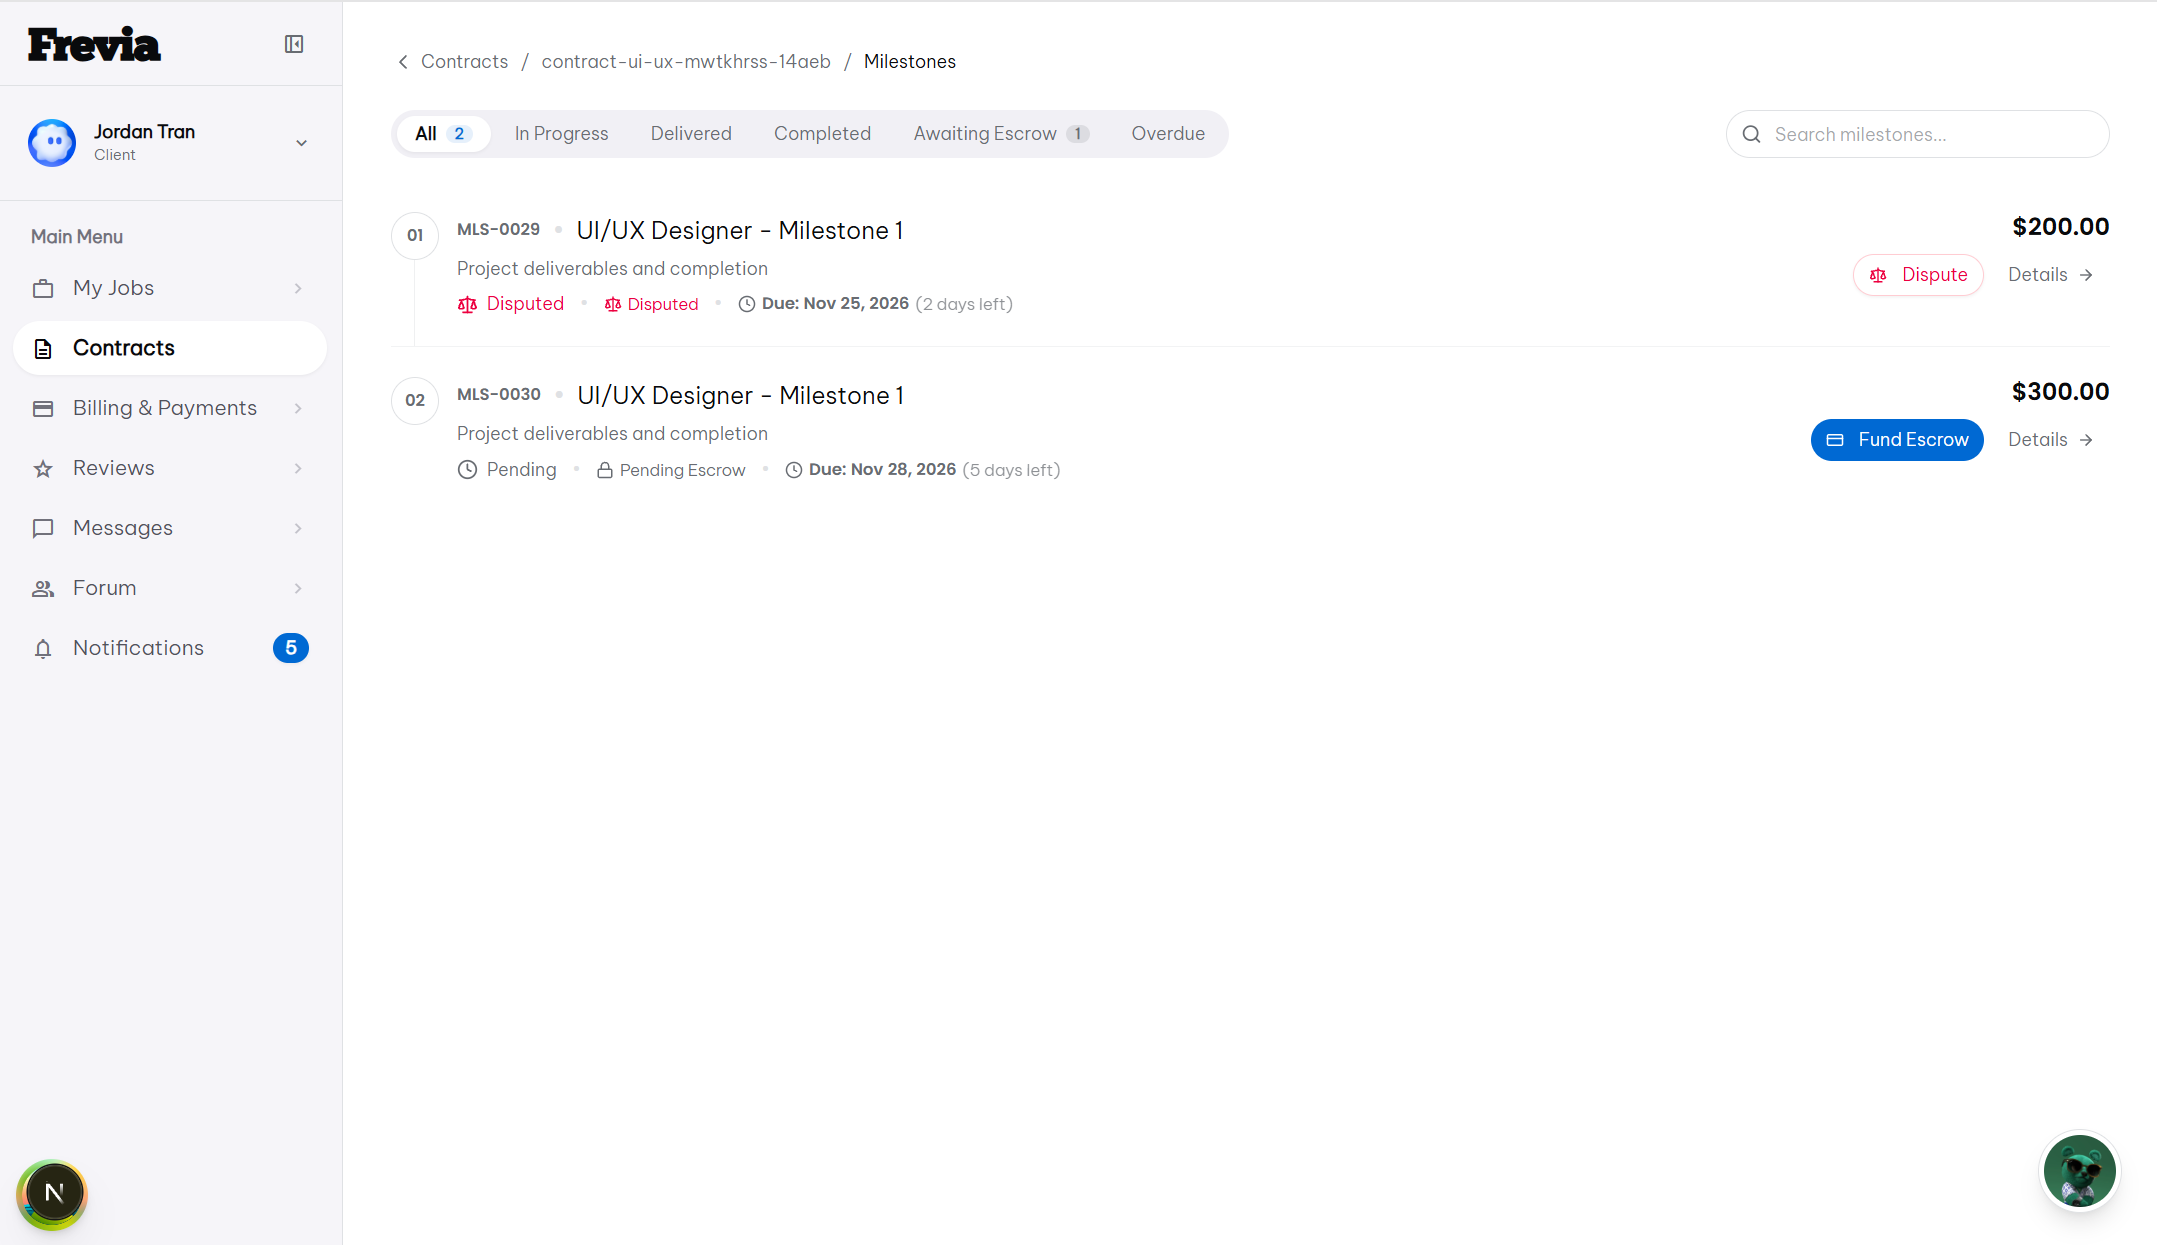 Frevia
Jordan Tran
Client
Main Menu
My Jobs
Contracts
Billing & Payments
Reviews
Messages
Forum
Notifications 5
N
Contracts / contract-ui-ux-mwtkhrss-14aeb / Milestones
All 2 In Progress Delivered Completed Awaiting Escrow 1 Overdue
Search milestones...
01 MLS-0029 UI/UX Designer - Milestone 1 $200.00
Project deliverables and completion
Dispute Details
Disputed Disputed Due: Nov 25, 2026 (2 days left)
02 MLS-0030 UI/UX Designer - Milestone 1 $300.00
Project deliverables and completion
Fund Escrow Details
Pending Pending Escrow Due: Nov 28, 2026 (5 days left)